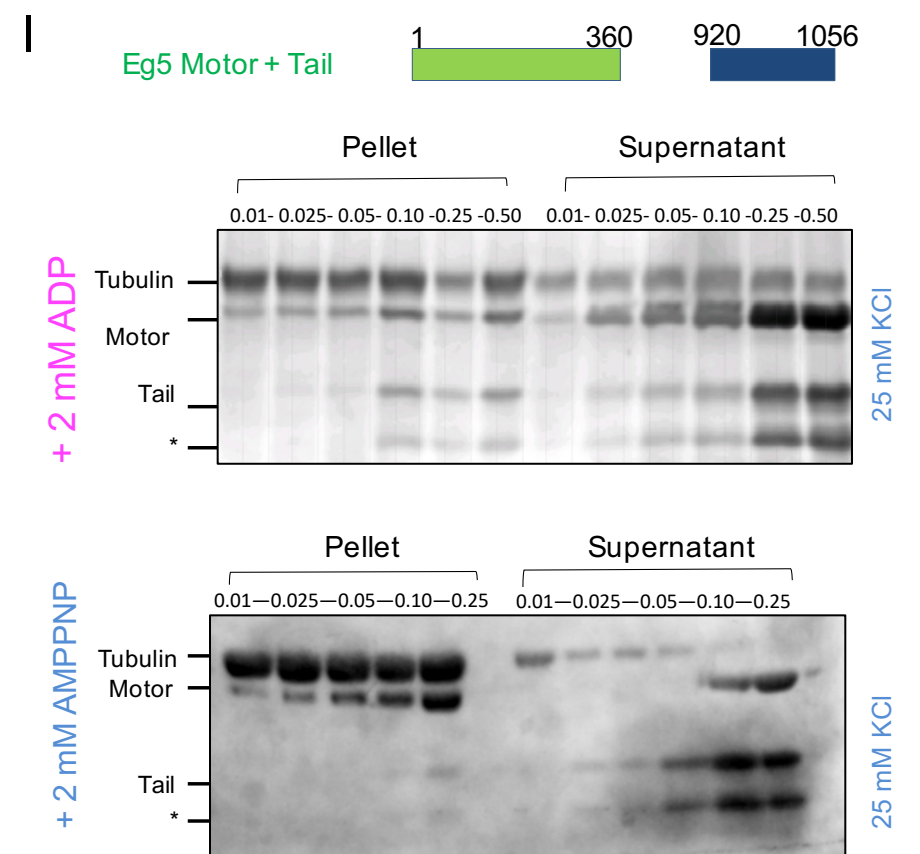 I
1 360 920 1056
Eg5 Motor + Tail
Pellet Supernatant
0.01- 0.025- 0.05- 0.10 -0.25 -0.50 0.01- 0.025- 0.05- 0.10 -0.25 -0.50
+ 2 mM ADP
Tubulin
Motor
Tail
*
25 mM KCl
Pellet Supernatant
0.01—0.025—0.05—0.10—0.25 0.01—0.025—0.05—0.10—0.25
+ 2 mM AMPPNP
Tubulin
Motor
Tail
*
25 mM KCl